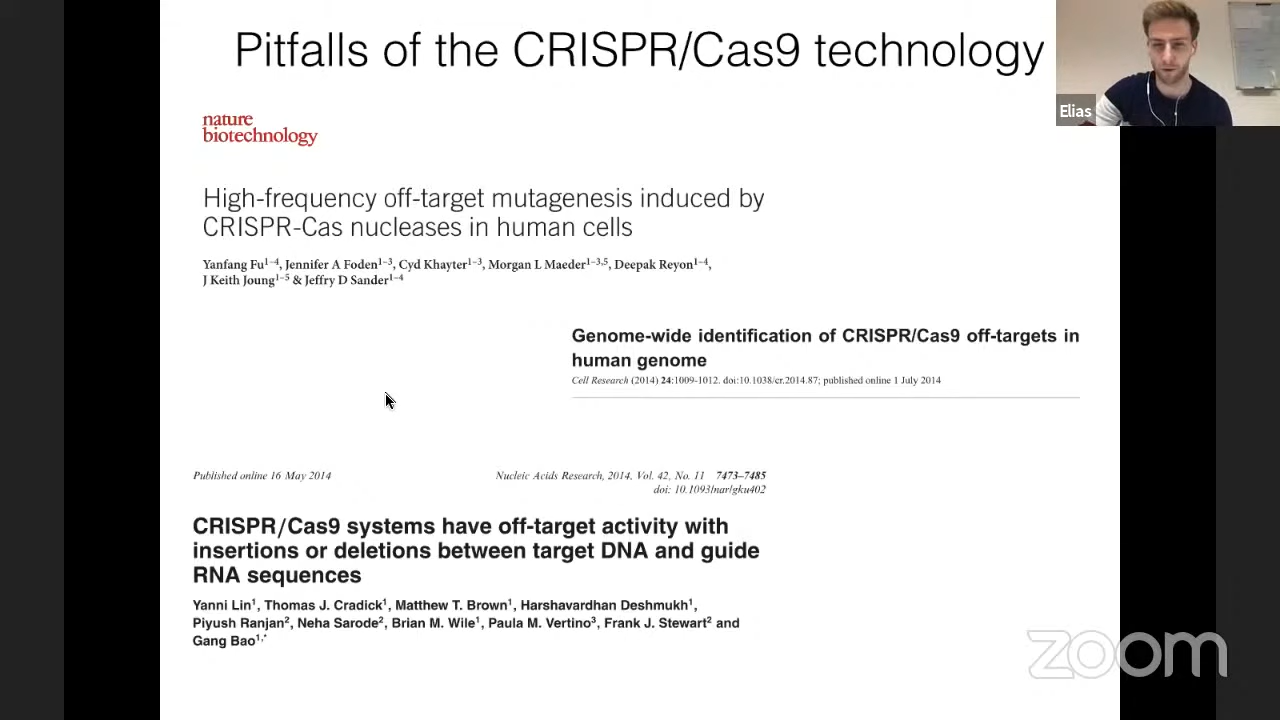 Pitfalls of the CRISPR/Cas9 technology
Elias
nature
biotechnology
High-frequency off-target mutagenesis induced by
CRISPR-Cas nucleases in human cells
Yanfang Fu1–4, Jennifer A Foden1–3, Cyd Khayter1–3, Morgan L Maeder1–3,5, Deepak Reyon1–4,
J Keith Joung1–5 & Jeffry D Sander1–4
Genome-wide identification of CRISPR/Cas9 off-targets in
human genome
Cell Research (2014) 24:1009-1012. doi:10.1038/cr.2014.87; published online 1 July 2014
Published online 16 May 2014
Nucleic Acids Research, 2014, Vol. 42, No. 11 7473–7485
doi: 10.1093/nar/gku402
CRISPR/Cas9 systems have off-target activity with
insertions or deletions between target DNA and guide
RNA sequences
Yanni Lin1, Thomas J. Cradick1, Matthew T. Brown1, Harshavardhan Deshmukh1,
Piyush Ranjan2, Neha Sarode2, Brian M. Wile1, Paula M. Vertino3, Frank J. Stewart2 and
Gang Bao1,*
zoom